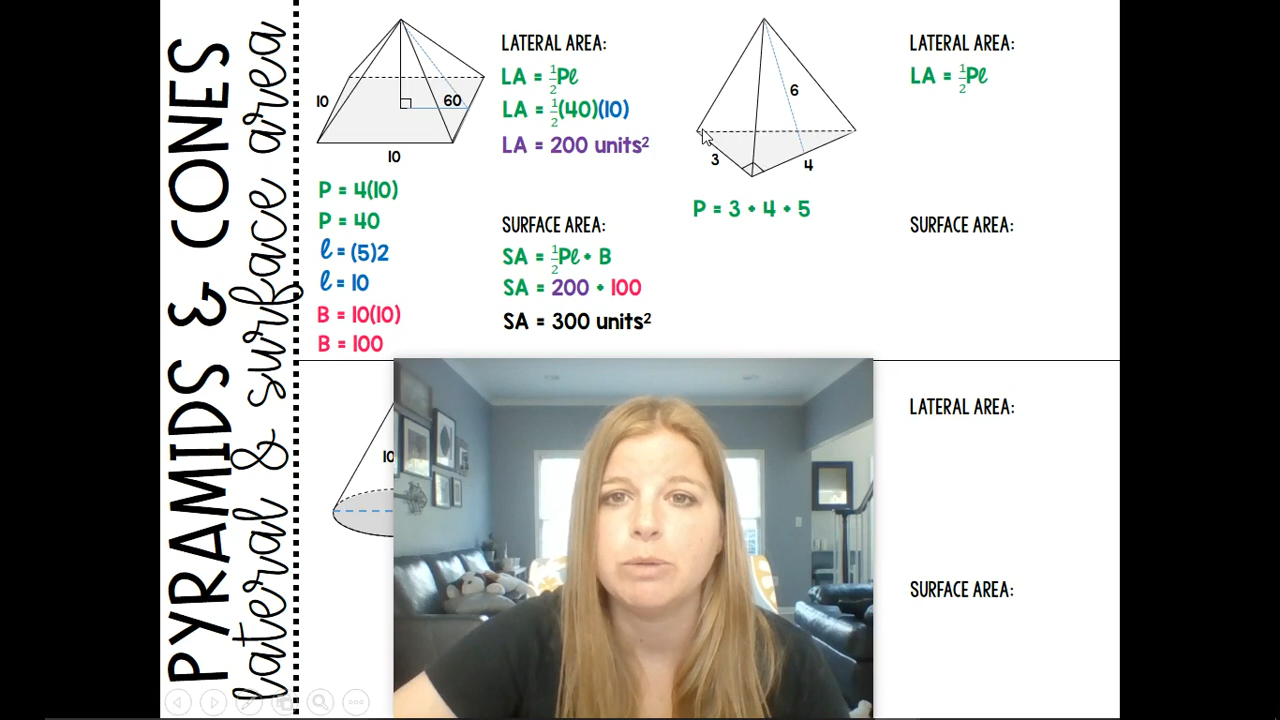 PYRAMIDS & CONES
lateral & surface area
10
60
10
P = 4(10)
P = 40
ℓ = (5)2
ℓ = 10
B = 10(10)
B = 100
LATERAL AREA:
LA = ½Pℓ
LA = ½(40)(10)
LA = 200 units²
SURFACE AREA:
SA = ½Pℓ + B
SA = 200 + 100
SA = 300 units²
6
3
4
P = 3 + 4 + 5
LATERAL AREA:
LA = ½Pℓ
SURFACE AREA:
10
LATERAL AREA:
SURFACE AREA: